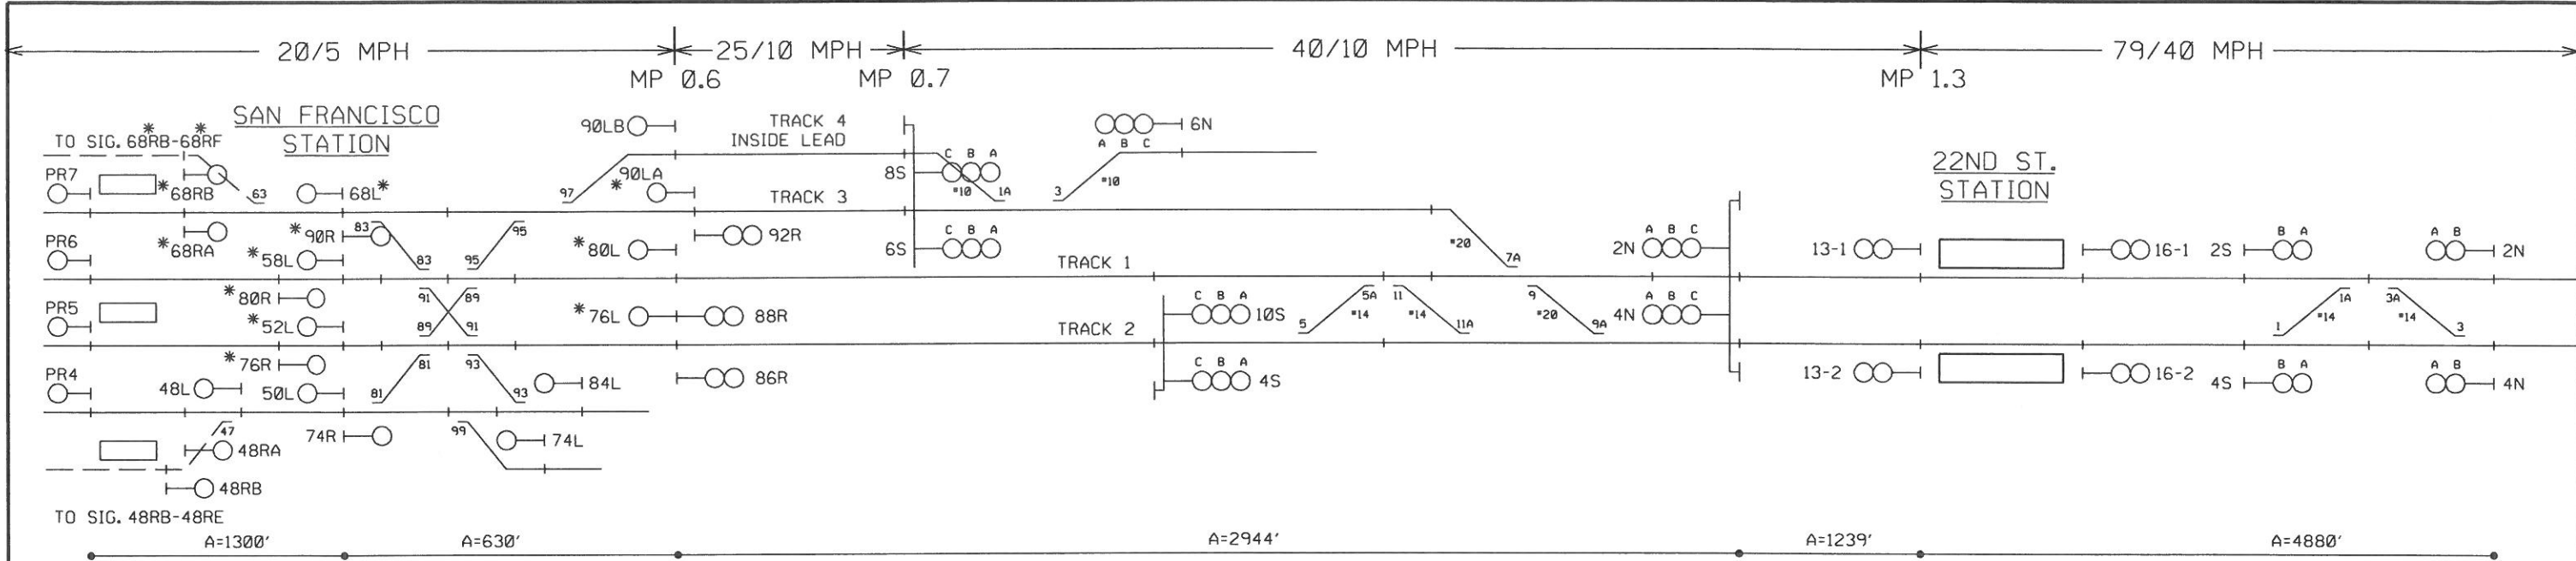 20/5 MPH
25/10 MPH
40/10 MPH
79/40 MPH
MP 0.6
MP 0.7
MP 1.3
SAN FRANCISCO
STATION
TO SIG. 68RB-68RF
* *
90LB
TRACK 4
INSIDE LEAD
6N
A B C
22ND ST.
STATION
PR7
*68RB
63
68L*
97
*90LA
TRACK 3
8S
C B A
"10
1A
3
"10
PR6
*68RA
*90R
83
*58L
83
95
95
*80L
92R
6S
C B A
TRACK 1
"20
7A
2N
A B C
13-1
16-1
2S
B A
A B
2N
PR5
*80R
*52L
91
89
89
91
*76L
88R
TRACK 2
C B A
10S
5
5A
"14
11
"14
11A
9
"20
9A
4N
A B C
1
1A
"14
3A
"14
3
PR4
*76R
48L
50L
81
81
93
93
84L
86R
C B A
4S
13-2
16-2
4S
B A
A B
4N
47
48RA
74R
99
74L
48RB
TO SIG. 48RB-48RE
A=1300'
A=630'
A=2944'
A=1239'
A=4880'